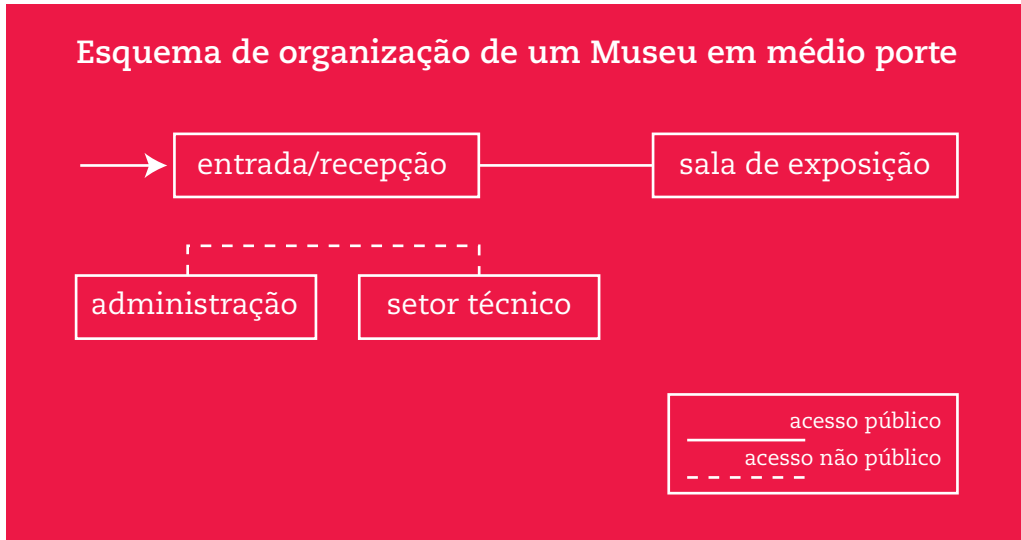 Esquema de organização de um Museu em médio porte
entrada/recepção
sala de exposição
administração
setor técnico
acesso público
acesso não público